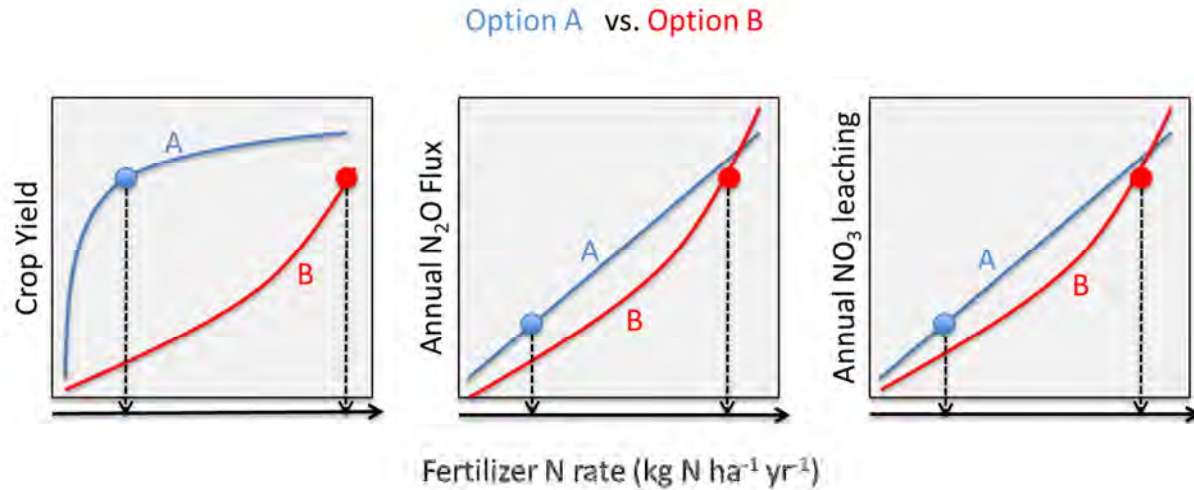 Option A vs. Option B
Crop Yield
A
B
Annual N₂O Flux
A
B
Annual NO₃ leaching
A
B
Fertilizer N rate (kg N ha⁻¹ yr⁻¹)